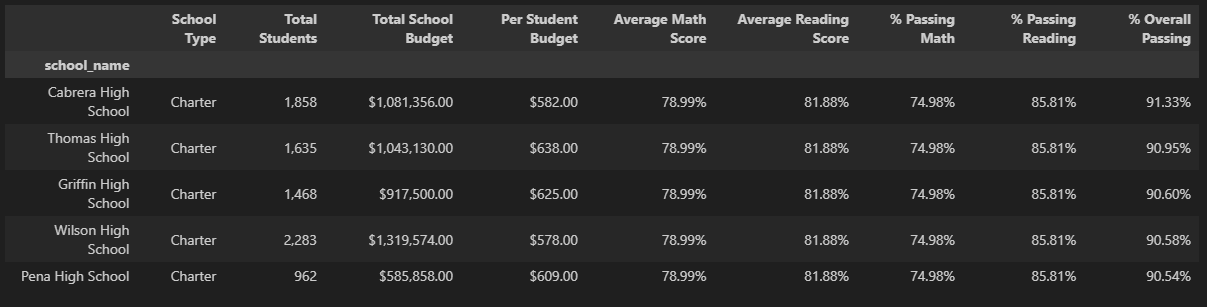 School Type Total Students Total School Budget Per Student Budget Average Math Score Average Reading Score % Passing Math % Passing Reading % Overall Passing
school_name
Cabrera High School Charter 1,858 $1,081,356.00 $582.00 78.99% 81.88% 74.98% 85.81% 91.33%
Thomas High School Charter 1,635 $1,043,130.00 $638.00 78.99% 81.88% 74.98% 85.81% 90.95%
Griffin High School Charter 1,468 $917,500.00 $625.00 78.99% 81.88% 74.98% 85.81% 90.60%
Wilson High School Charter 2,283 $1,319,574.00 $578.00 78.99% 81.88% 74.98% 85.81% 90.58%
Pena High School Charter 962 $585,858.00 $609.00 78.99% 81.88% 74.98% 85.81% 90.54%